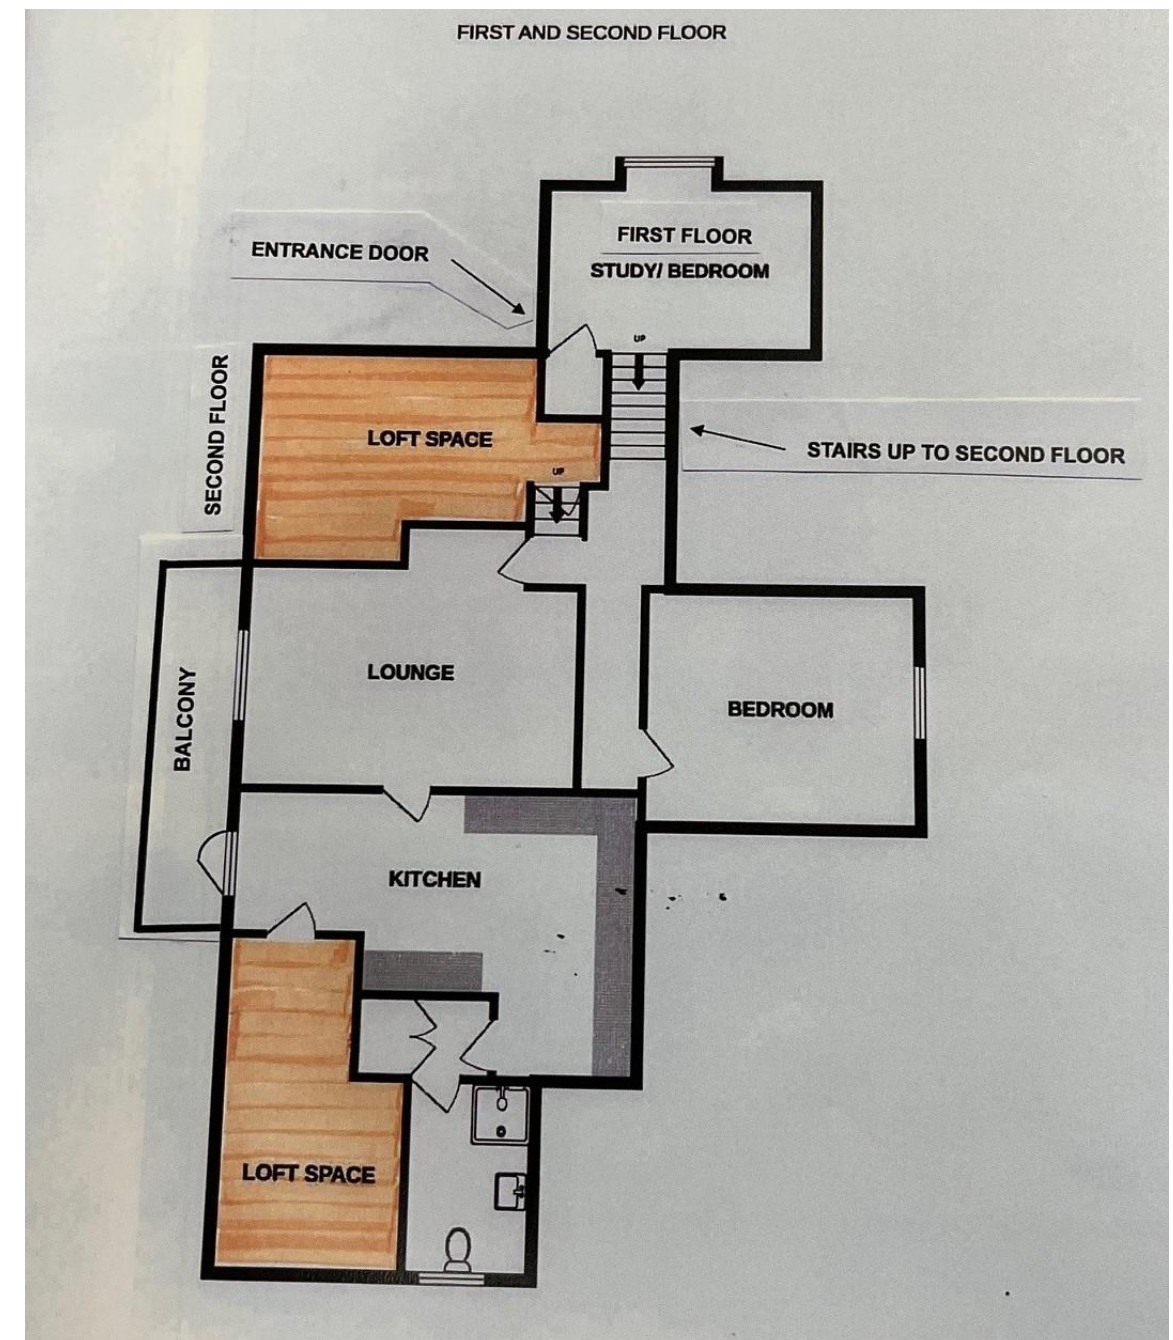 FIRST AND SECOND FLOOR
FIRST FLOOR
STUDY/ BEDROOM
ENTRANCE DOOR
UP
SECOND FLOOR
LOFT SPACE
STAIRS UP TO SECOND FLOOR
UP
LOUNGE
BALCONY
BEDROOM
KITCHEN
LOFT SPACE